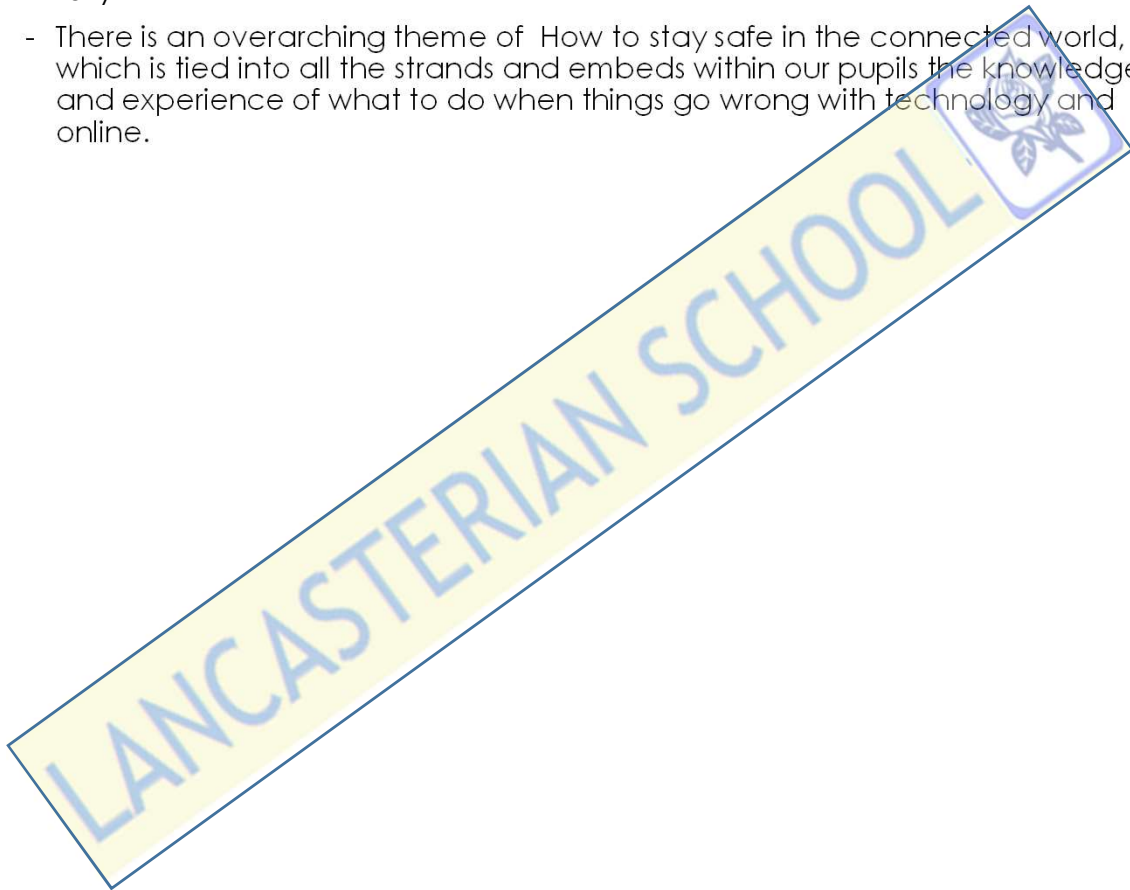 - There is an overarching theme of How to stay safe in the connected world,
which is tied into all the strands and embeds within our pupils the knowledge
and experience of what to do when things go wrong with technology and
online.
LANCASTERIAN SCHOOL